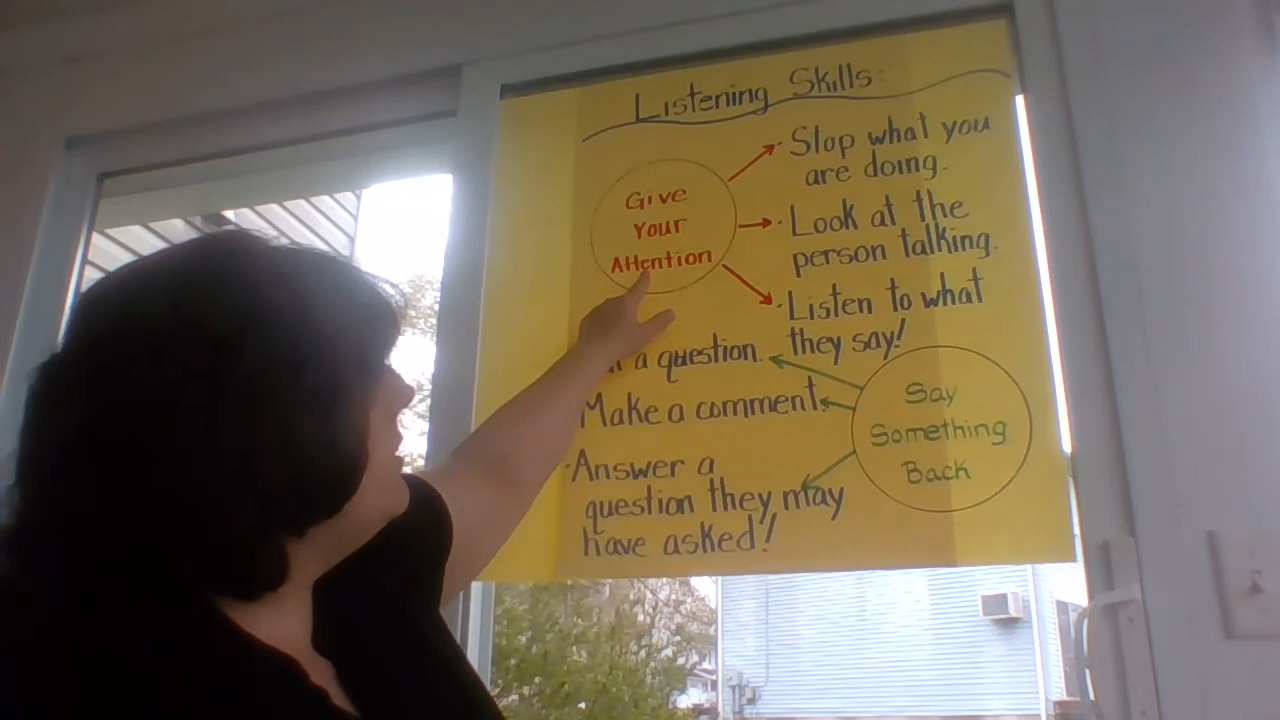 Listening Skills:
Give
Your
Attention
· Stop what you
are doing.
· Look at the
person talking.
· Listen to what
they say!
a question.
Make a comment.
· Answer a
question they may
have asked!
Say
Something
Back